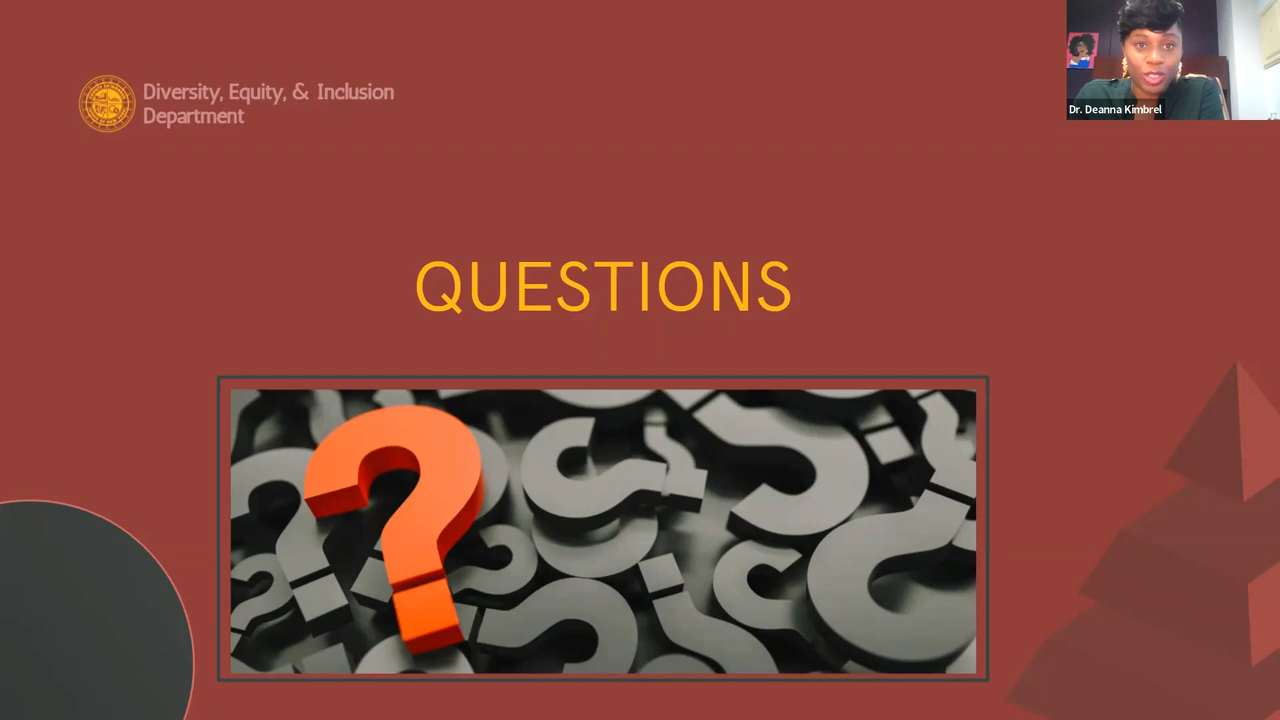 Diversity, Equity, & Inclusion
Department
Dr. Deanna Kimbrel
QUESTIONS